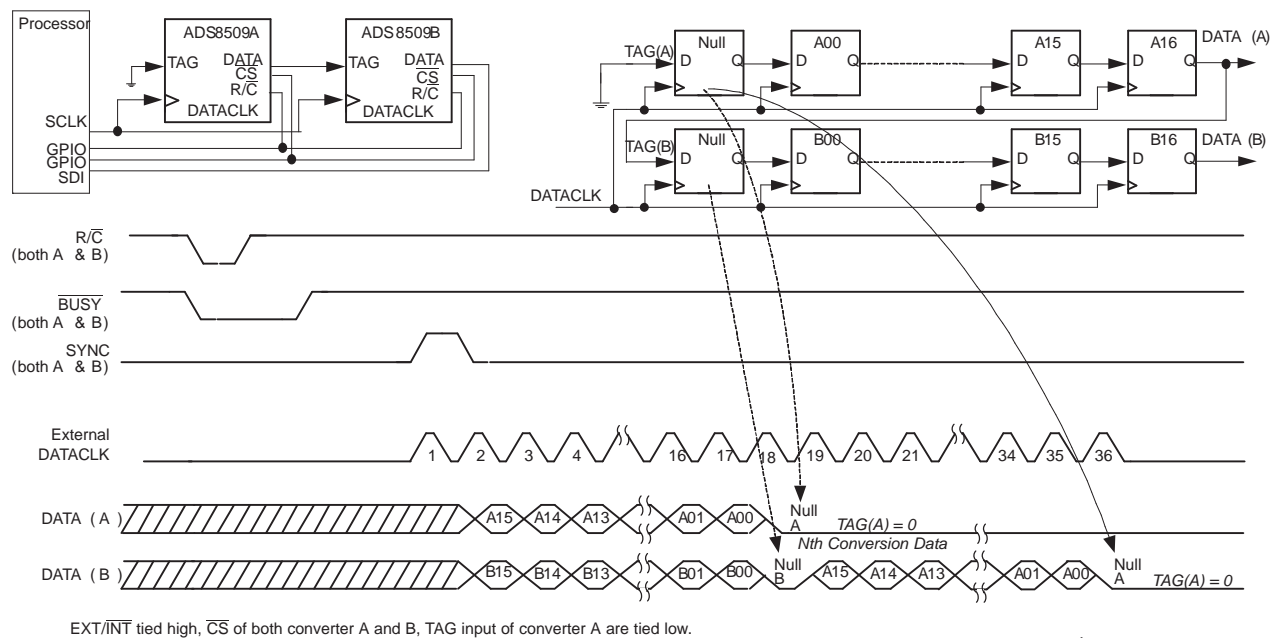 Processor
ADS8509A
TAG
DATA
CS
R/C
DATACLK
ADS8509B
TAG
DATA
CS
R/C
DATACLK
SCLK
GPIO
GPIO
SDI
TAG(A)
Null
D
Q
A00
D
Q
A15
D
Q
A16
D
Q
DATA (A)
TAG(B)
Null
D
Q
B00
D
Q
B15
D
Q
B16
D
Q
DATA (B)
DATACLK
R/C
(both A & B)
BUSY
(both A & B)
SYNC
(both A & B)
External
DATACLK
1 2 3 4 16 17 18 19 20 21 34 35 36
DATA (A)
A15 A14 A13 A01 A00
Null
A
TAG(A) = 0
Nth Conversion Data
DATA (B)
B15 B14 B13 B01 B00
Null
B
A15 A14 A13 A01 A00
Null
A
TAG(A) = 0
EXT/INT tied high, CS of both converter A and B, TAG input of converter A are tied low.